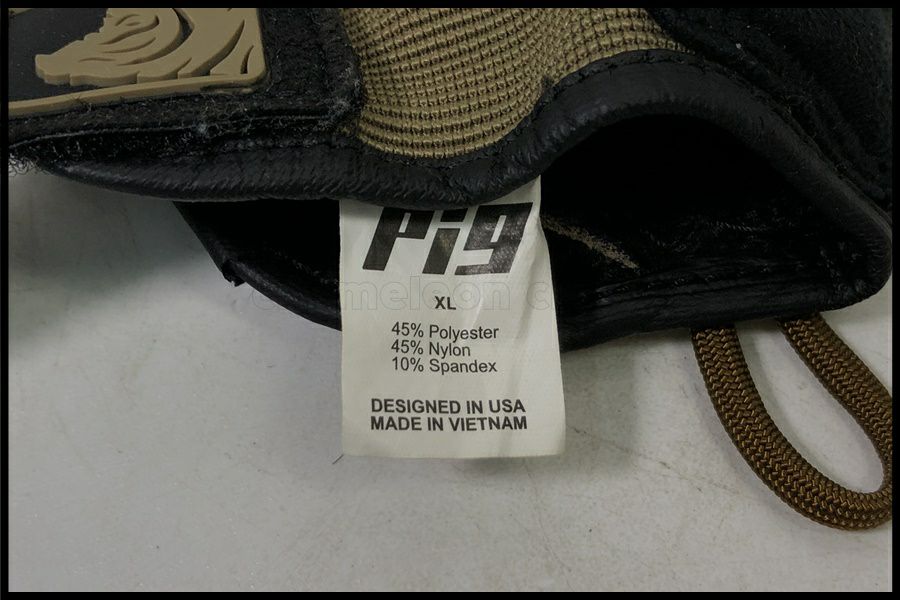 Pig
XL
45% Polyester
45% Nylon
10% Spandex
DESIGNED IN USA
MADE IN VIETNAM